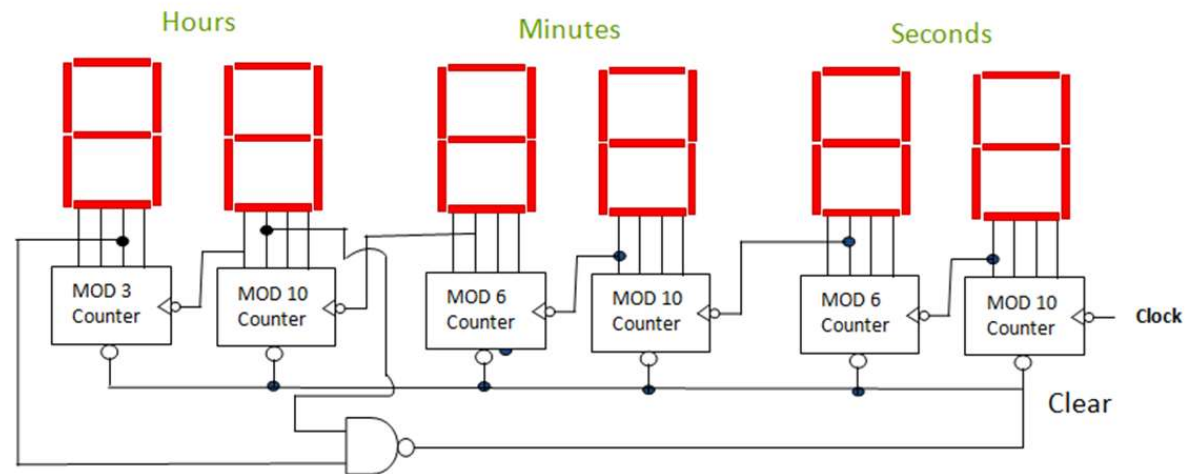 Hours
Minutes
Seconds
MOD 3
Counter
MOD 10
Counter
MOD 6
Counter
MOD 10
Counter
MOD 6
Counter
MOD 10
Counter
Clock
Clear